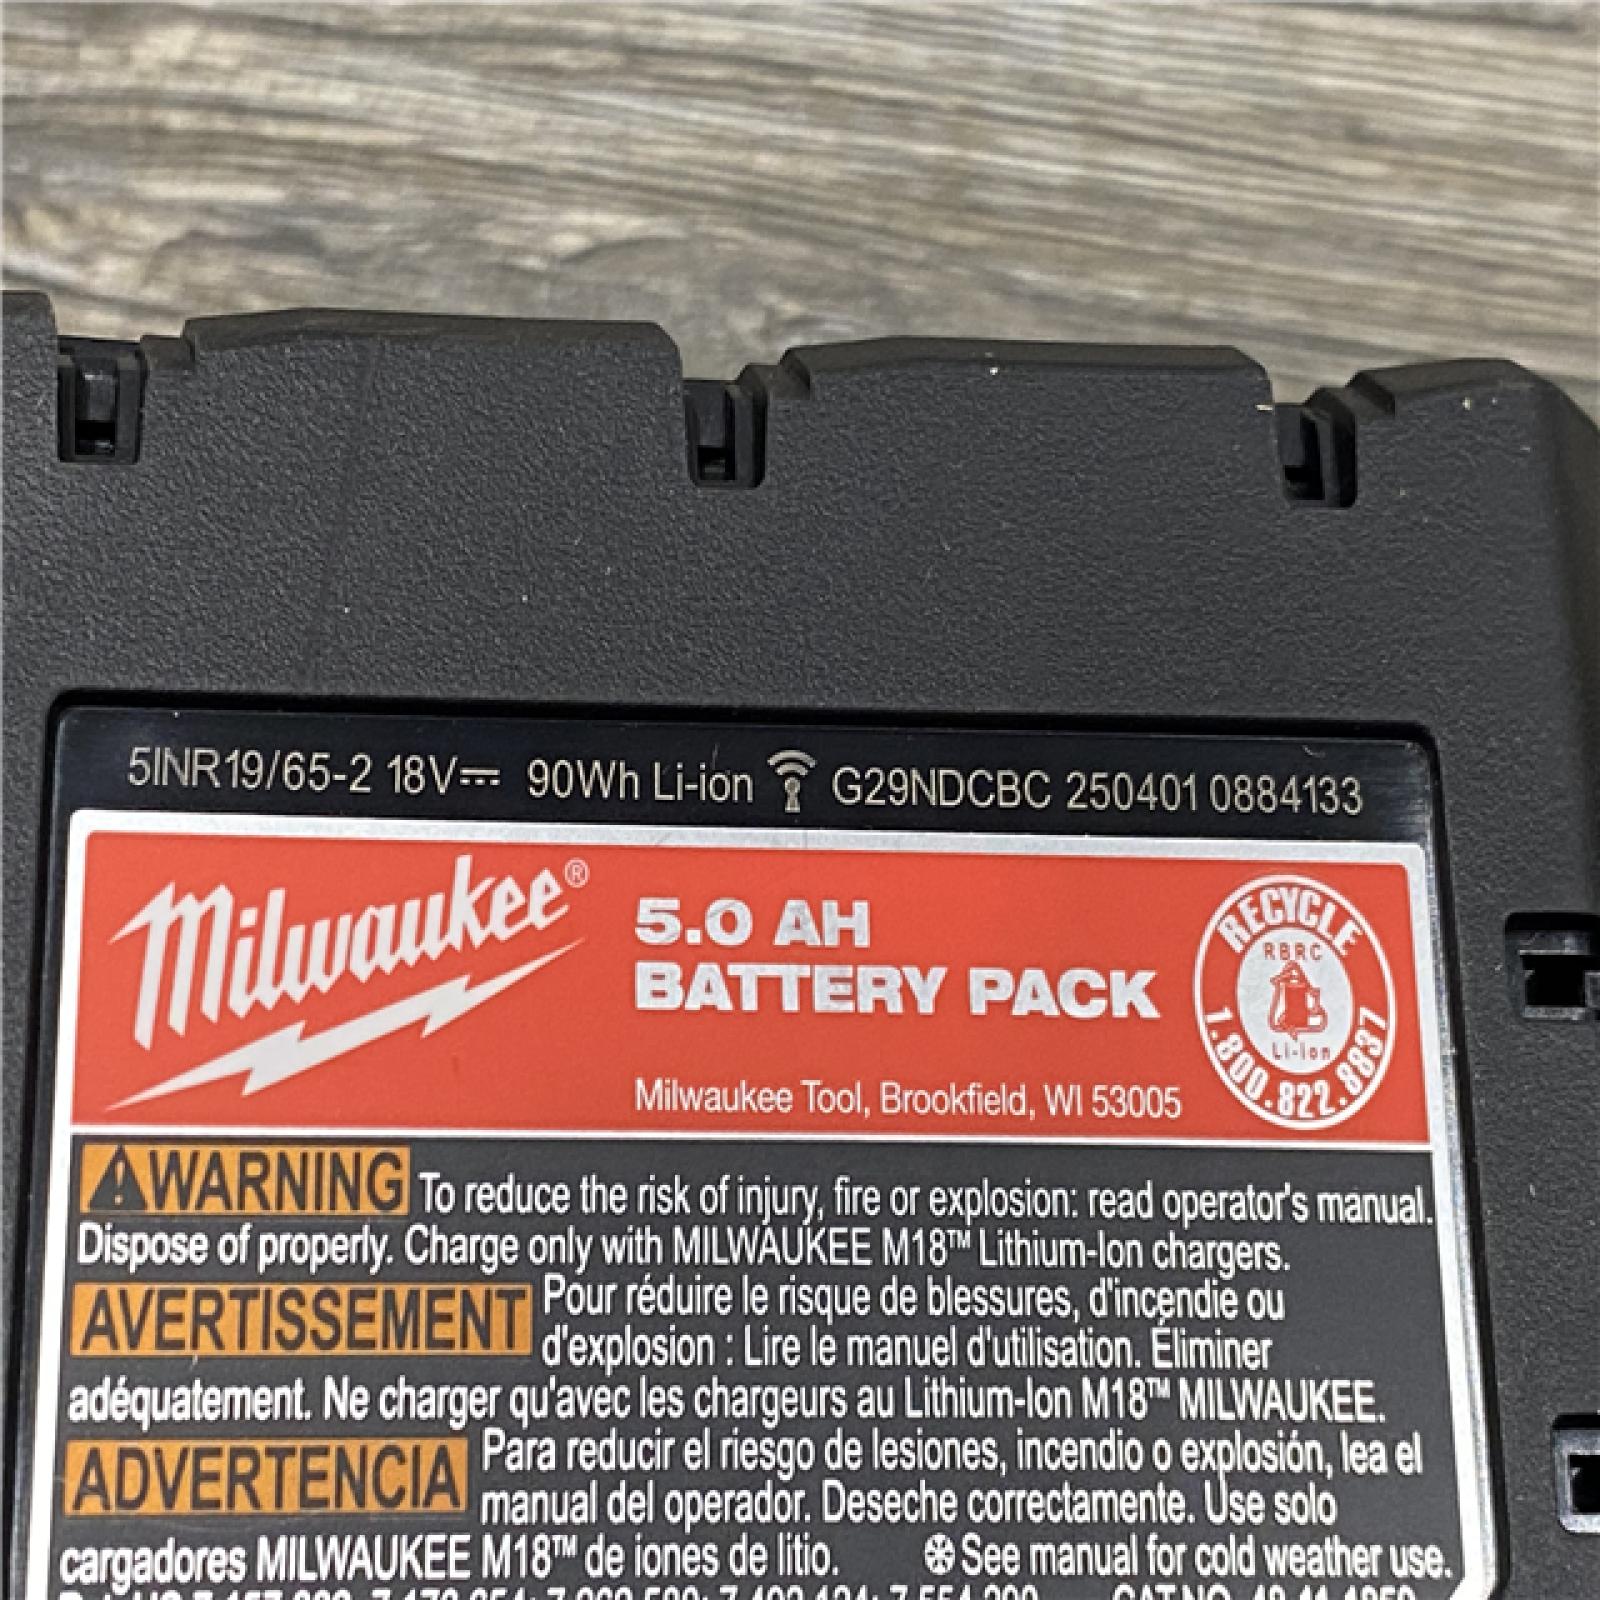 5INR19/65-2 18V⎓ 90Wh Li-ion G29NDCBC 250401 0884133
Milwaukee®
5.0 AH
BATTERY PACK
Milwaukee Tool, Brookfield, WI 53005
RECYCLE
RBRC
Li-Ion
1.800.822.8837
WARNING To reduce the risk of injury, fire or explosion: read operator's manual.
Dispose of properly. Charge only with MILWAUKEE M18™ Lithium-Ion chargers.
AVERTISSEMENT Pour réduire le risque de blessures, d'incendie ou
d'explosion : Lire le manuel d'utilisation. Éliminer
adéquatement. Ne charger qu'avec les chargeurs au Lithium-Ion M18™ MILWAUKEE.
ADVERTENCIA Para reducir el riesgo de lesiones, incendio o explosión, lea el
manual del operador. Deseche correctamente. Use solo
cargadores MILWAUKEE M18™ de iones de litio. See manual for cold weather use.
CAT.NO. 48-11-1850